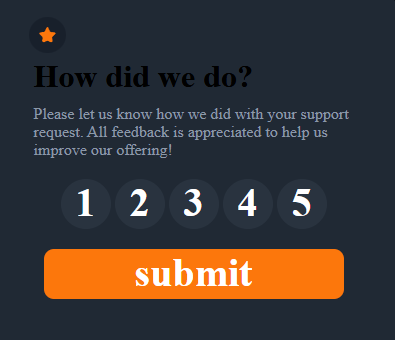 How did we do?
Please let us know how we did with your support
request. All feedback is appreciated to help us
improve our offering!
1 2 3 4 5
submit